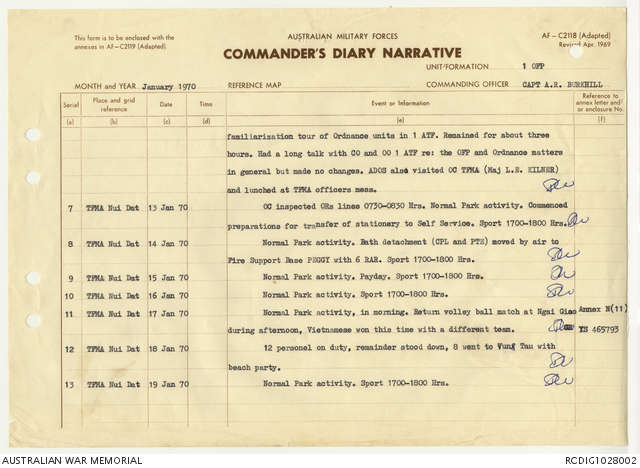 This form is to be enclosed with the
annexes in AF—C2119 (Adapted).
AUSTRALIAN MILITARY FORCES
COMMANDER'S DIARY NARRATIVE
AF — C2118 (Adapted)
Revised Apr. 1969
UNIT/FORMATION 1 OFP
MONTH and YEAR January 1970 REFERENCE MAP COMMANDING OFFICER CAPT A.R. BURKHILL
Serial Place and grid reference Date Time Event or Information Reference to annex letter and/or enclosure No.
(a) (b) (c) (d) (e) (f)
familiarisation tour of Ordnance units in 1 ATF. Remained for about three
hours. Had a long talk with CO and OO 1 ATF re: the OFP and Ordnance matters
in general but made no changes. ADOS also visited OC TFMA (Maj L.E. KILNER)
and lunched at TFMA officers mess.
7 TFMA Nui Dat 13 Jan 70 OC inspected ORs lines 0730-0830 Hrs. Normal Park activity. Commenced
preparations for transfer of stationery to Self Service. Sport 1700-1800 Hrs.
8 TFMA Nui Dat 14 Jan 70 Normal Park activity. Bath detachment (CPL and PTE) moved by air to
Fire Support Base PEGGY with 6 RAR. Sport 1700-1800 Hrs.
9 TFMA Nui Dat 15 Jan 70 Normal Park activity. Payday. Sport 1700-1800 Hrs.
10 TFMA Nui Dat 16 Jan 70 Normal Park activity. Sport 1700-1800 Hrs.
11 TFMA Nui Dat 17 Jan 70 Normal Park activity, in morning. Return volley ball match at Ngai Giao Annex N(11)
during afternoon, Vietnamese won this time with a different team. YS 465793
12 TFMA Nui Dat 18 Jan 70 12 personel on duty, remainder stood down, 8 went to Vung Tau with
beach party.
13 TFMA Nui Dat 19 Jan 70 Normal Park activity. Sport 1700-1800 Hrs.
AUSTRALIAN WAR MEMORIAL
RCDIG1028002